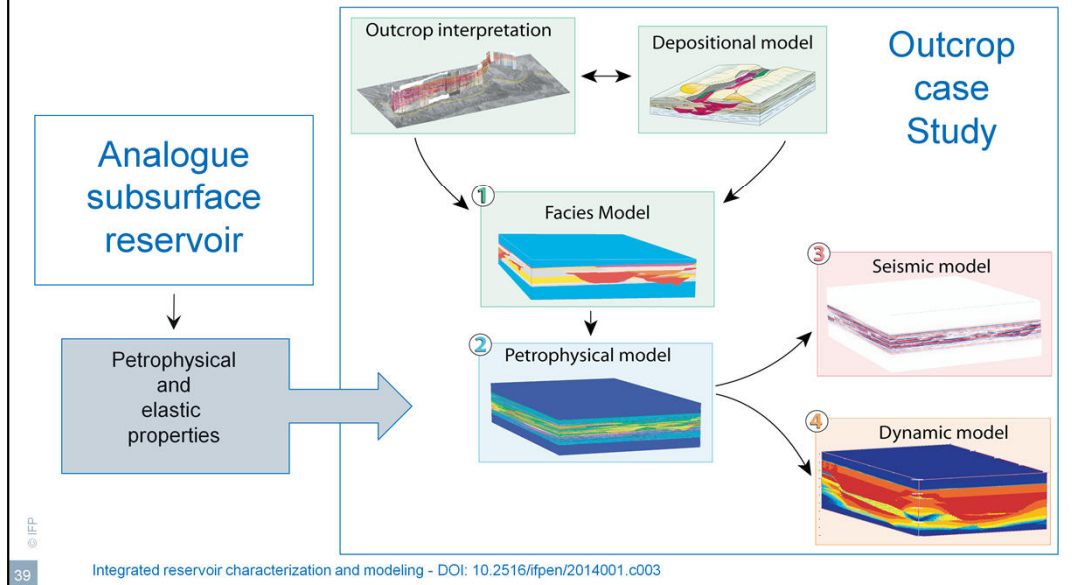 Outcrop interpretation
Depositional model
Outcrop
case
Study
Analogue
subsurface
reservoir
1
Facies Model
3
Seismic model
2
Petrophysical model
Petrophysical
and
elastic
properties
4
Dynamic model
© IFP
39
Integrated reservoir characterization and modeling - DOI: 10.2516/ifpen/2014001.c003